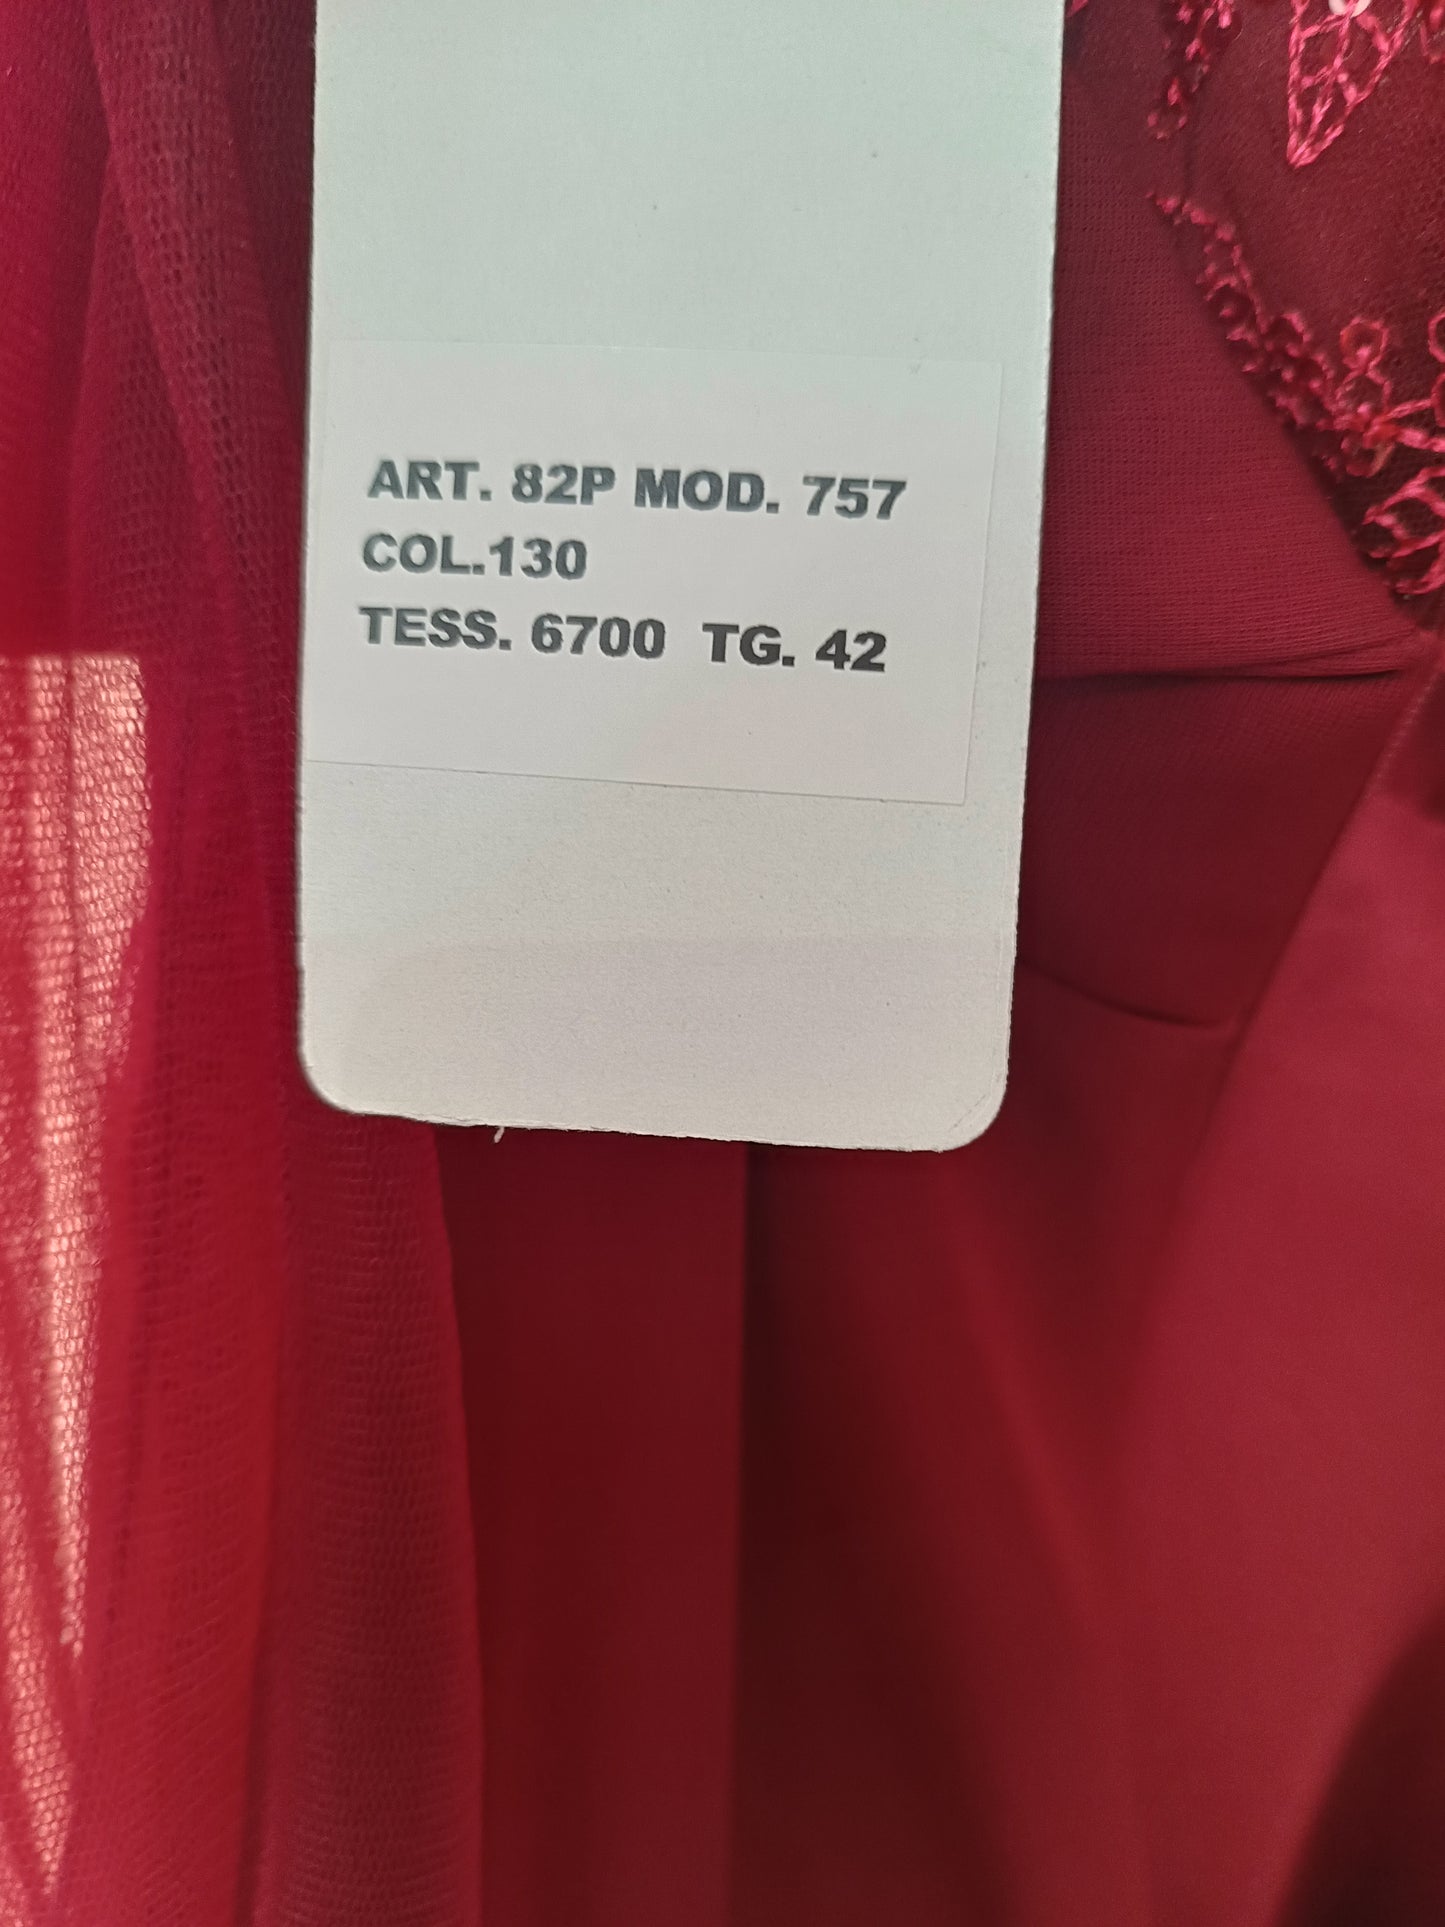 ART. 82P MOD. 757
COL.130
TESS. 6700 TG. 42